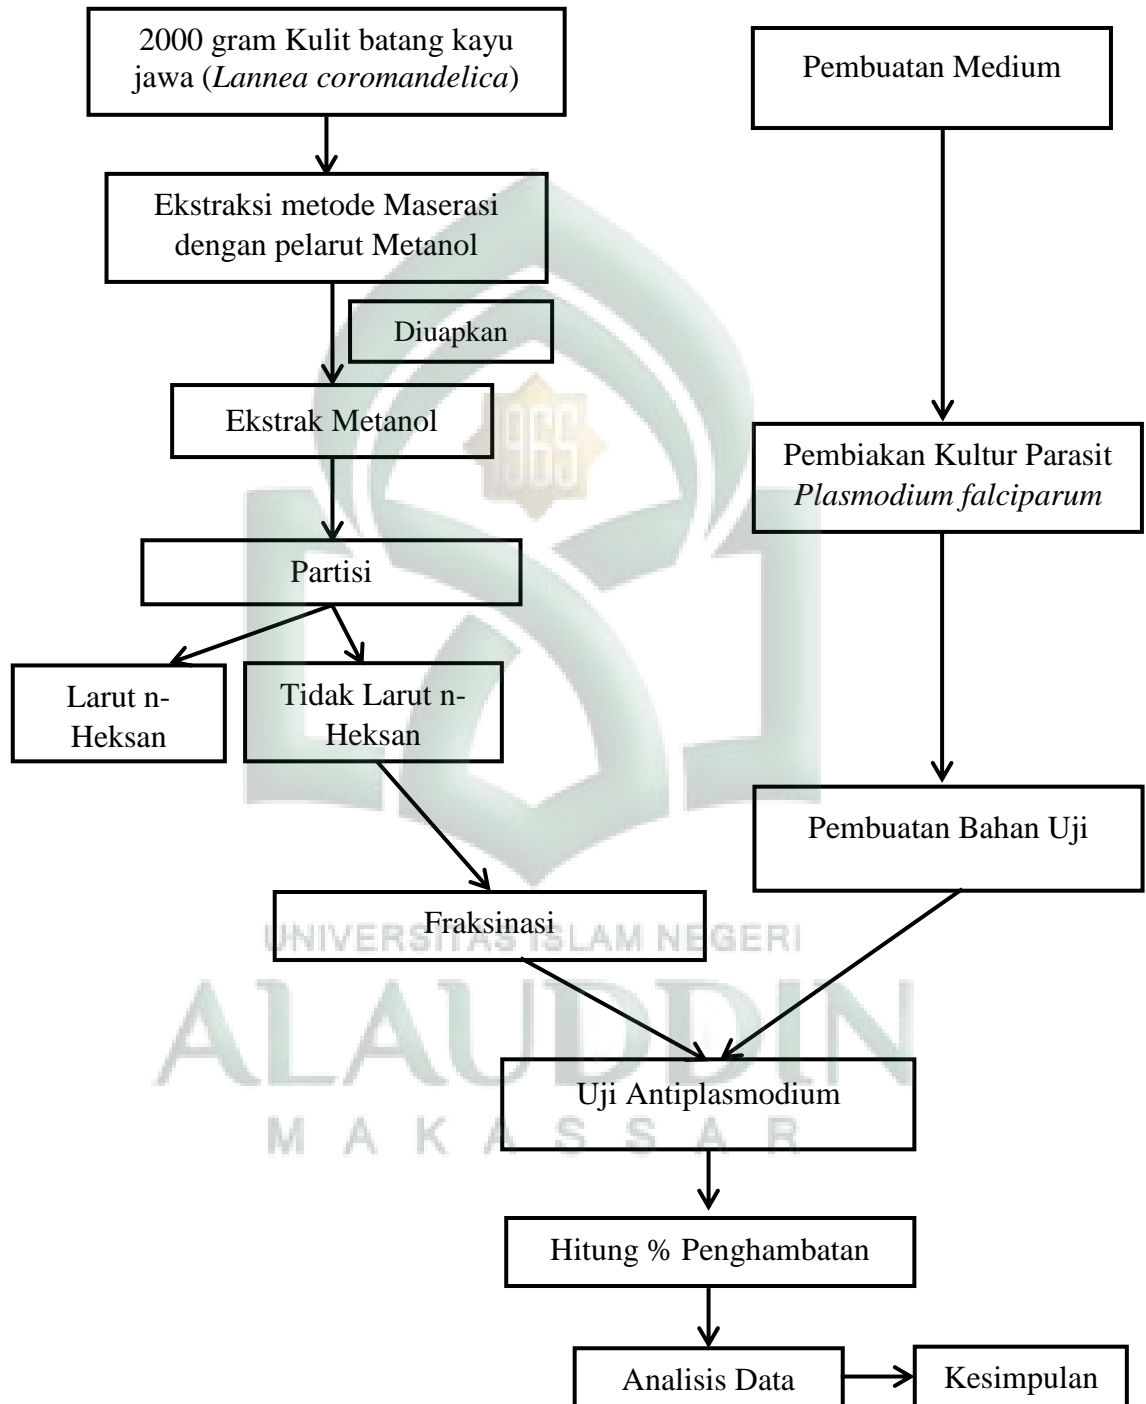 2000 gram Kulit batang kayu
jawa (Lannea coromandelica)
Pembuatan Medium
Ekstraksi metode Maserasi
dengan pelarut Metanol
Diuapkan
Ekstrak Metanol
Pembiakan Kultur Parasit
Plasmodium falciparum
Partisi
Larut n-
Heksan
Tidak Larut n-
Heksan
Pembuatan Bahan Uji
Fraksinasi
Uji Antiplasmodium
Hitung % Penghambatan
Analisis Data
Kesimpulan
1965
UNIVERSITAS ISLAM NEGERI
ALAUDDIN
MAKASSAR